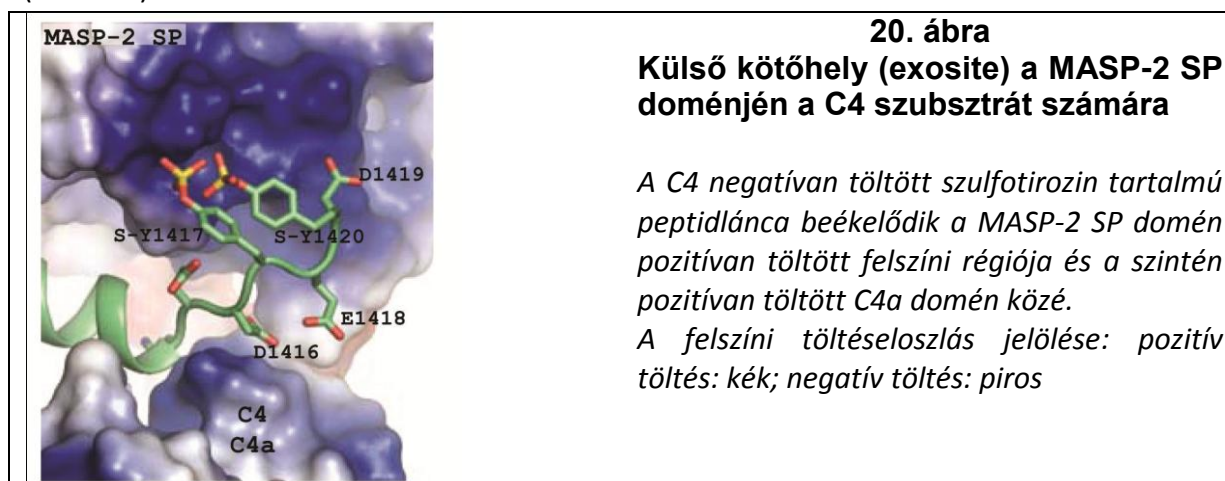 MASP-2 SP
D1419
S-Y1417
S-Y1420
E1418
D1416
C4
C4a
20. ábra
Külső kötőhely (exosite) a MASP-2 SP
doménjén a C4 szubsztrát számára
A C4 negatívan töltött szulfotirozin tartalmú
peptidlánca beékelődik a MASP-2 SP domén
pozitívan töltött felszíni régiója és a szintén
pozitívan töltött C4a domén közé.
A felszíni töltéseloszlás jelölése: pozitív
töltés: kék; negatív töltés: piros